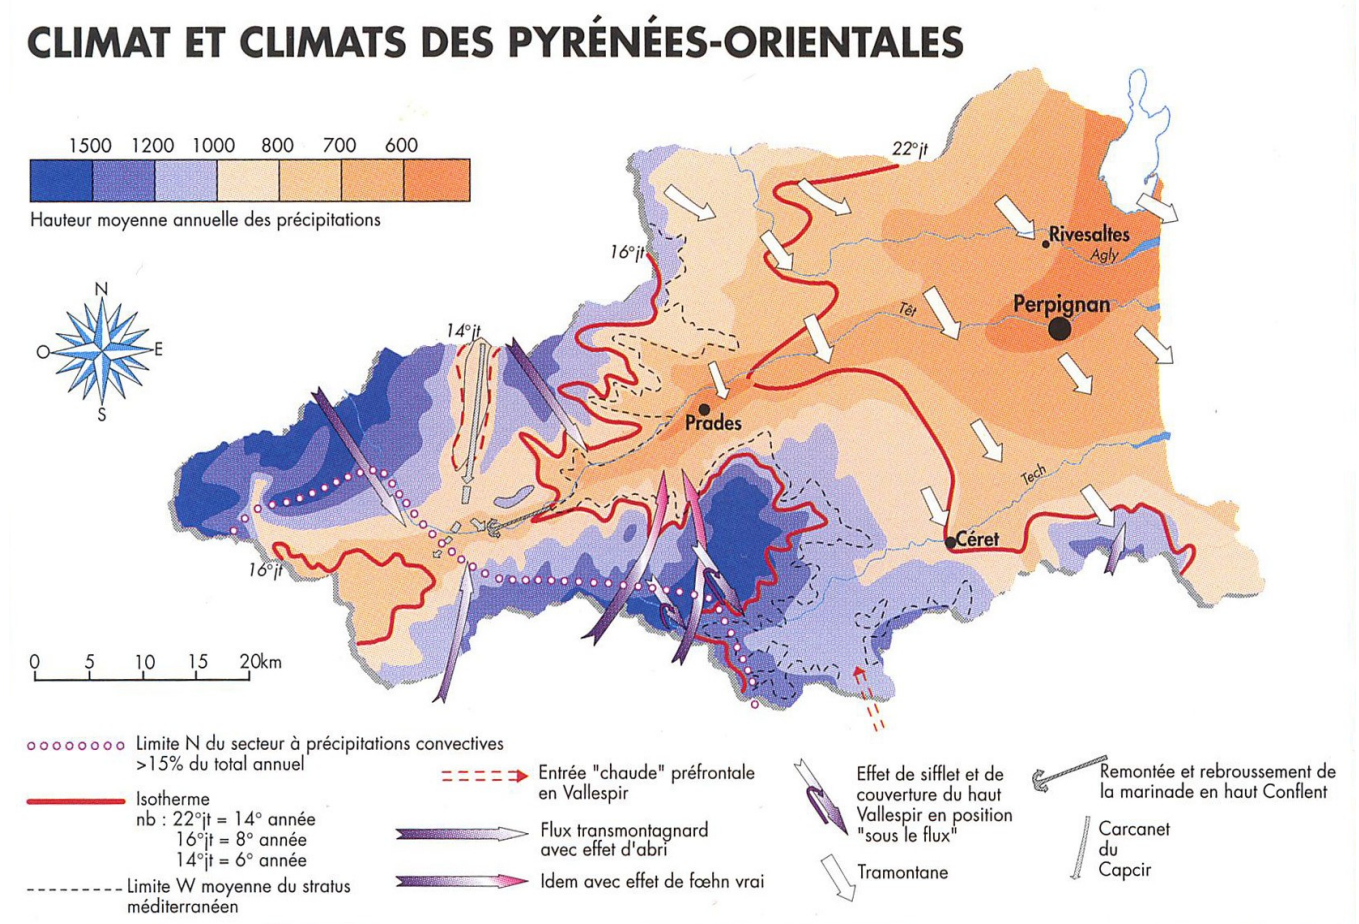 CLIMAT ET CLIMATS DES PYRÉNÉES-ORIENTALES
1500 1200 1000 800 700 600
Hauteur moyenne annuelle des précipitations
N
O
E
S
22°jt
16°jt
14°jt
Rivesaltes
Agly
Perpignan
Têt
Prades
Tech
Céret
16°jt
0 5 10 15 20km
Limite N du secteur à précipitations convectives
>15% du total annuel
Isotherme
nb : 22°jt = 14° année
16°jt = 8° année
14°jt = 6° année
Limite W moyenne du stratus
méditerranéen
Entrée "chaude" préfrontale
en Vallespir
Flux transmontagnard
avec effet d'abri
Idem avec effet de fœhn vrai
Effet de sifflet et de
couverture du haut
Vallespir en position
"sous le flux"
Tramontane
Remontée et rebroussement de
la marinade en haut Conflent
Carcanet
du
Capcir